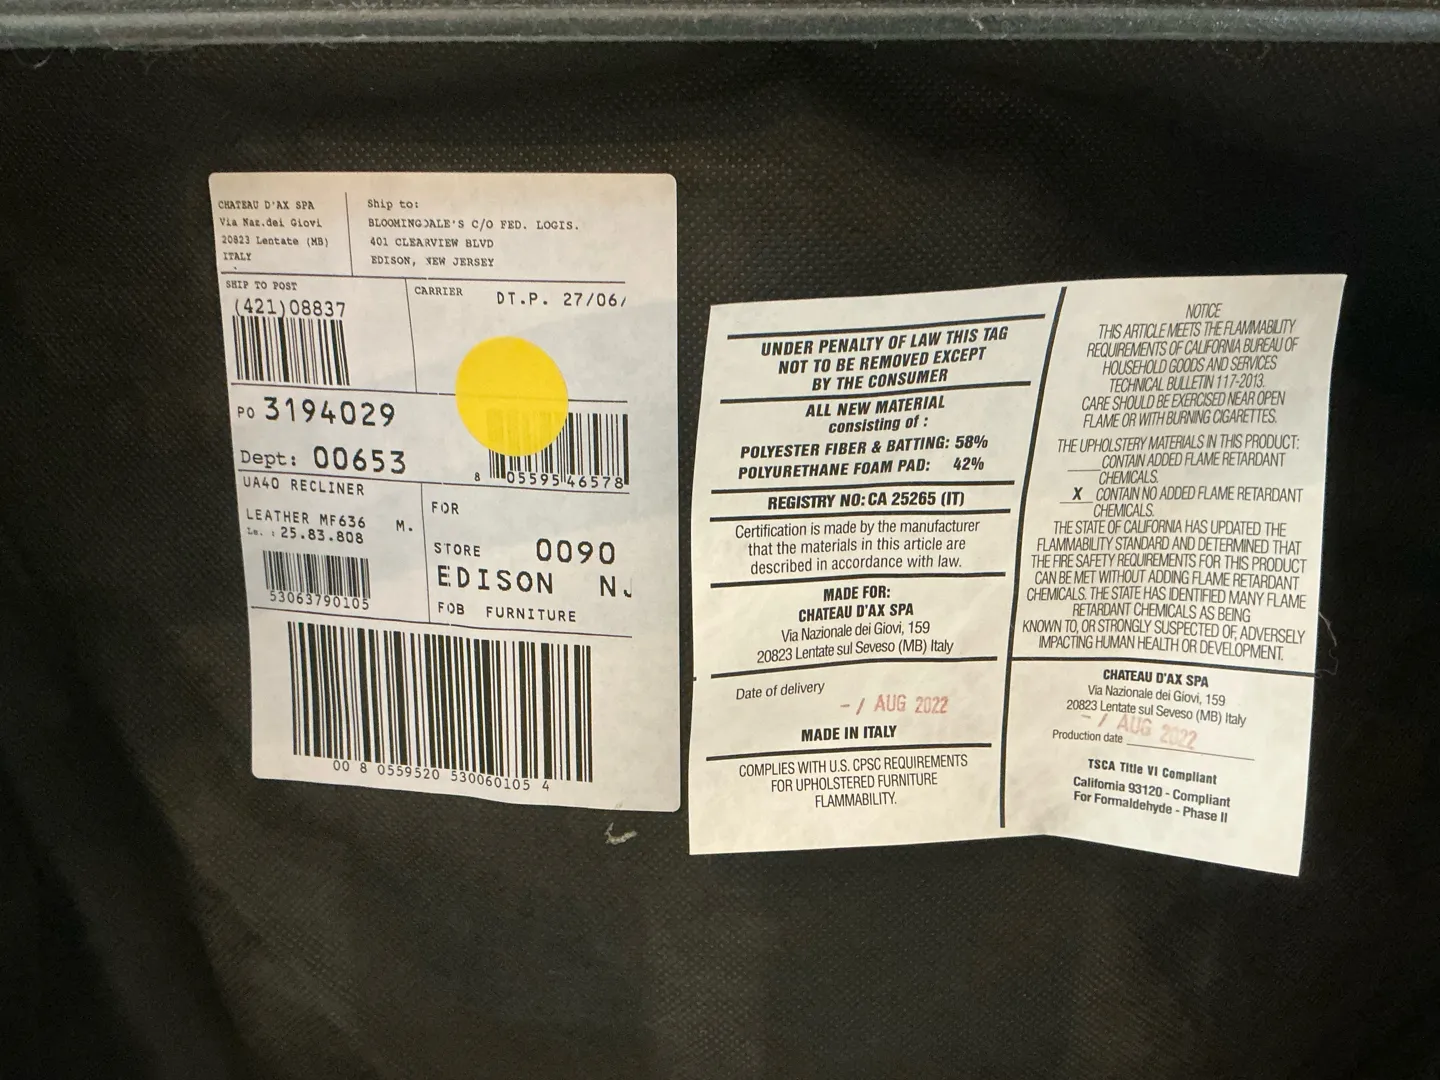 CHATEAU D'AX SPA
Via Naz.dei Giovi
20823 Lentate (MB)
ITALY
Ship to:
BLOOMINGDALE'S C/O FED. LOGIS.
401 CLEARVIEW BLVD
EDISON, NEW JERSEY
SHIP TO POST
(421)08837
CARRIER
DT.P. 27/06/
PO 3194029
Dept: 00653
8 05595 46578
UA40 RECLINER
LEATHER MF636 M.
Le. : 25.83.808
53063790105
FOR
STORE 0090
EDISON NJ
FOB FURNITURE
00 8 0559520 530060105 4
UNDER PENALTY OF LAW THIS TAG
NOT TO BE REMOVED EXCEPT
BY THE CONSUMER
ALL NEW MATERIAL
consisting of :
POLYESTER FIBER & BATTING: 58%
POLYURETHANE FOAM PAD: 42%
REGISTRY NO: CA 25265 (IT)
Certification is made by the manufacturer
that the materials in this article are
described in accordance with law.
MADE FOR:
CHATEAU D'AX SPA
Via Nazionale dei Giovi, 159
20823 Lentate sul Seveso (MB) Italy
Date of delivery
- / AUG 2022
MADE IN ITALY
COMPLIES WITH U.S. CPSC REQUIREMENTS
FOR UPHOLSTERED FURNITURE
FLAMMABILITY.
NOTICE
THIS ARTICLE MEETS THE FLAMMABILITY
REQUIREMENTS OF CALIFORNIA BUREAU OF
HOUSEHOLD GOODS AND SERVICES
TECHNICAL BULLETIN 117-2013.
CARE SHOULD BE EXERCISED NEAR OPEN
FLAME OR WITH BURNING CIGARETTES.
THE UPHOLSTERY MATERIALS IN THIS PRODUCT:
____CONTAIN ADDED FLAME RETARDANT
CHEMICALS.
X CONTAIN NO ADDED FLAME RETARDANT
CHEMICALS.
THE STATE OF CALIFORNIA HAS UPDATED THE
FLAMMABILITY STANDARD AND DETERMINED THAT
THE FIRE SAFETY REQUIREMENTS FOR THIS PRODUCT
CAN BE MET WITHOUT ADDING FLAME RETARDANT
CHEMICALS. THE STATE HAS IDENTIFIED MANY FLAME
RETARDANT CHEMICALS AS BEING
KNOWN TO, OR STRONGLY SUSPECTED OF, ADVERSELY
IMPACTING HUMAN HEALTH OR DEVELOPMENT.
CHATEAU D'AX SPA
Via Nazionale dei Giovi, 159
20823 Lentate sul Seveso (MB) Italy
- / AUG 2022
Production date
TSCA Title VI Compliant
California 93120 - Compliant
For Formaldehyde - Phase II